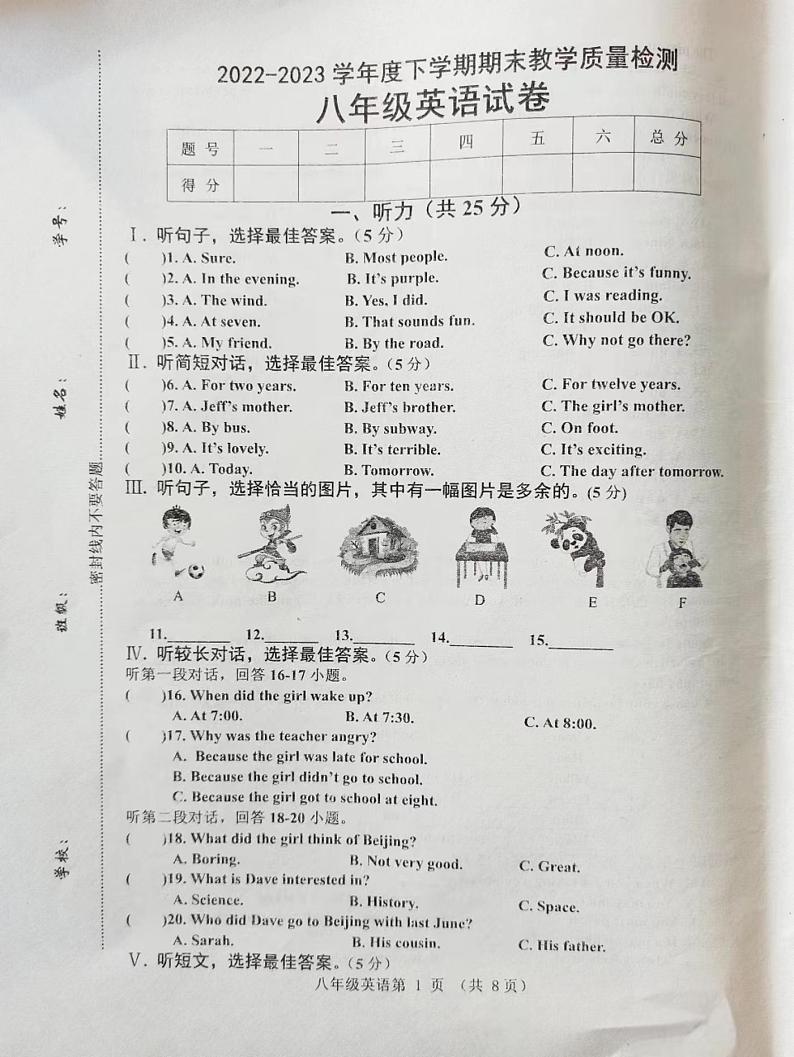 2022-2023 学年度下学期期末教学质量检测
八年级英语试卷
题 号 一 二 三 四 五 六 总 分
得 分
一、听力（共 25 分）
Ⅰ. 听句子，选择最佳答案。（5 分）
( )1. A. Sure. B. Most people. C. At noon.
( )2. A. In the evening. B. It's purple. C. Because it's funny.
( )3. A. The wind. B. Yes, I did. C. I was reading.
( )4. A. At seven. B. That sounds fun. C. It should be OK.
( )5. A. My friend. B. By the road. C. Why not go there?
Ⅱ. 听简短对话，选择最佳答案。（5 分）
( )6. A. For two years. B. For ten years. C. For twelve years.
( )7. A. Jeff's mother. B. Jeff's brother. C. The girl's mother.
( )8. A. By bus. B. By subway. C. On foot.
( )9. A. It's lovely. B. It's terrible. C. It's exciting.
( )10. A. Today. B. Tomorrow. C. The day after tomorrow.
Ⅲ. 听句子，选择恰当的图片，其中有一幅图片是多余的。(5 分)
A B C D E F
11.________ 12.________ 13.________ 14.________ 15.________
Ⅳ. 听较长对话，选择最佳答案。（5 分）
听第一段对话，回答 16-17 小题。
( )16. When did the girl wake up?
A. At 7:00. B. At 7:30. C. At 8:00.
( )17. Why was the teacher angry?
A. Because the girl was late for school.
B. Because the girl didn't go to school.
C. Because the girl got to school at eight.
听第二段对话，回答 18-20 小题。
( )18. What did the girl think of Beijing?
A. Boring. B. Not very good. C. Great.
( )19. What is Dave interested in?
A. Science. B. History. C. Space.
( )20. Who did Dave go to Beijing with last June?
A. Sarah. B. His cousin. C. His father.
Ⅴ. 听短文，选择最佳答案。（5 分）
八年级英语第 1 页 （共 8 页）
学号：
姓名：
班级：
学校：
密封线内不要答题